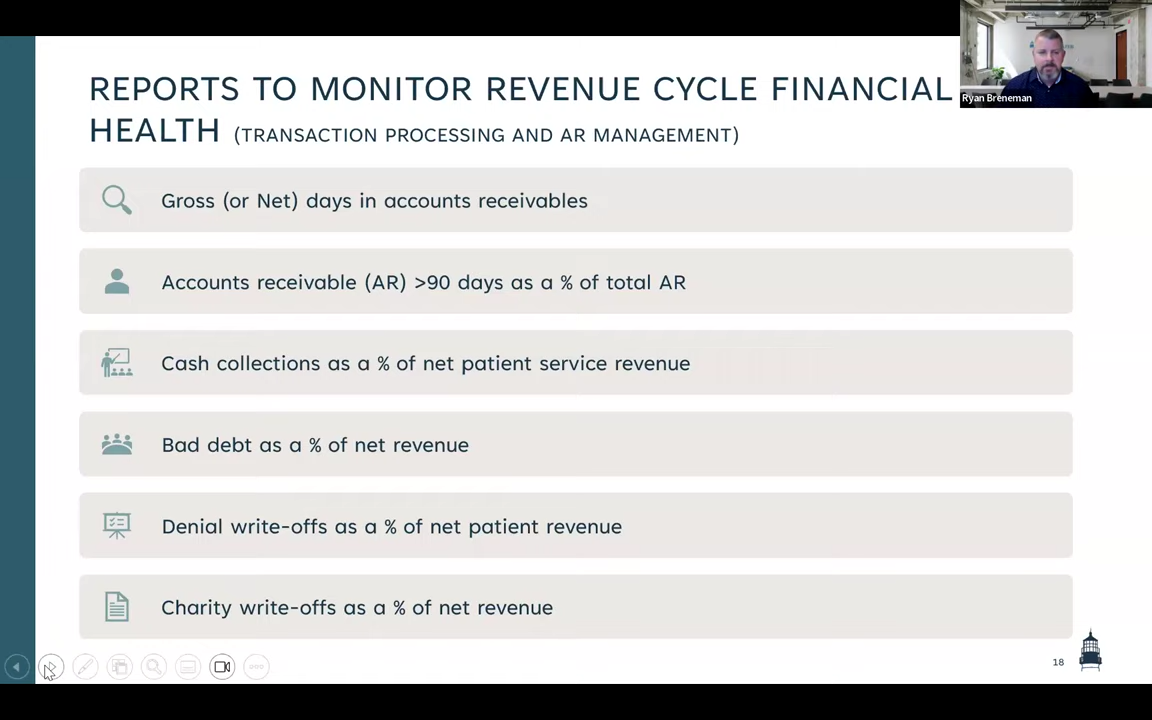 REPORTS TO MONITOR REVENUE CYCLE FINANCIAL
HEALTH (TRANSACTION PROCESSING AND AR MANAGEMENT)
Ryan Breneman
Gross (or Net) days in accounts receivables
Accounts receivable (AR) >90 days as a % of total AR
Cash collections as a % of net patient service revenue
Bad debt as a % of net revenue
Denial write-offs as a % of net patient revenue
Charity write-offs as a % of net revenue
18